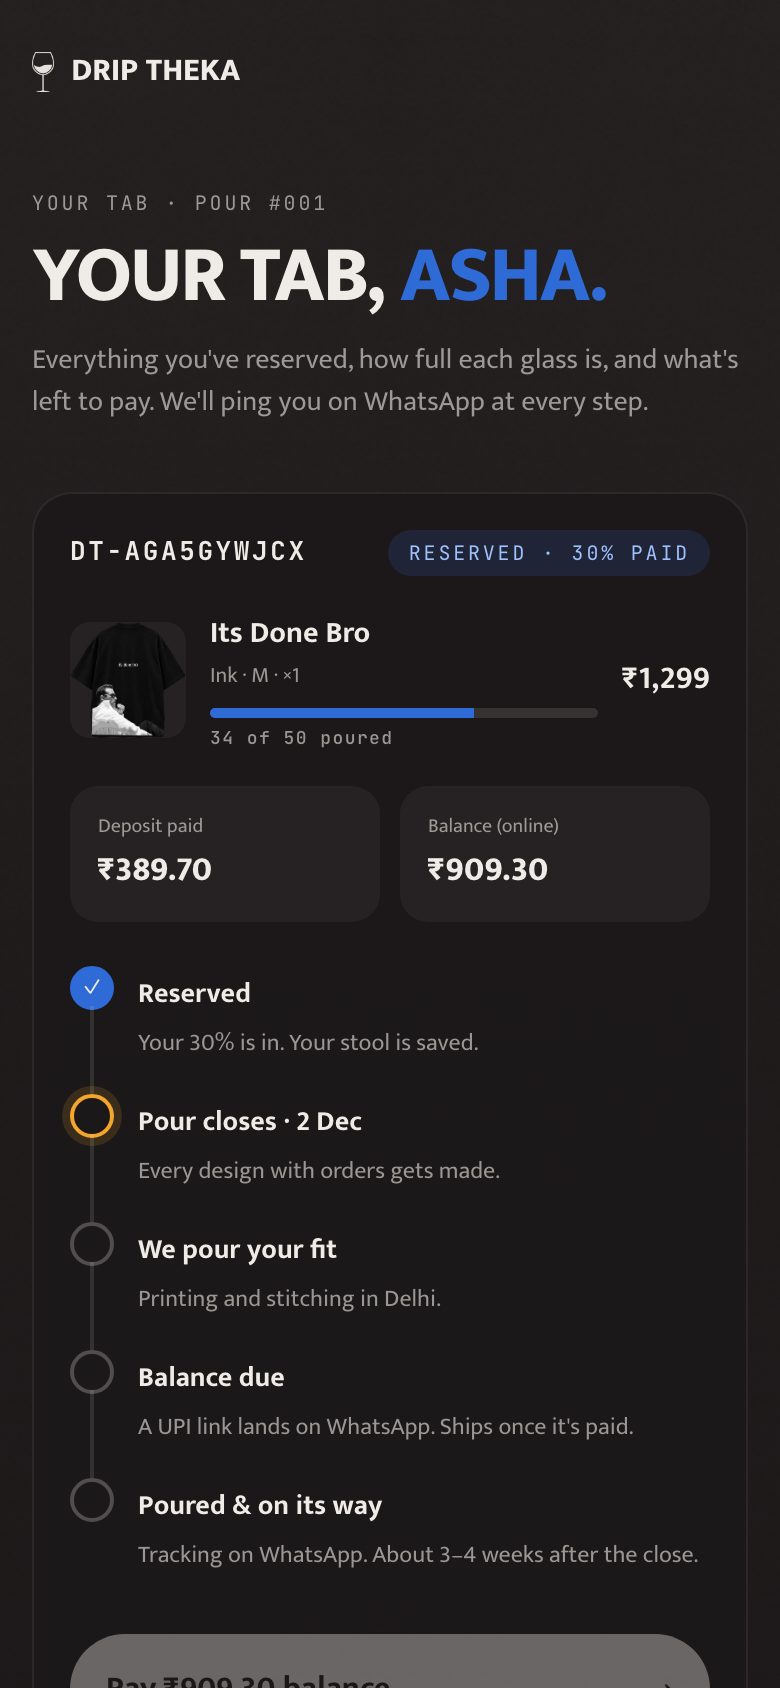 DRIP THEKA
YOUR TAB · POUR #001
YOUR TAB, ASHA.
Everything you've reserved, how full each glass is, and what's
left to pay. We'll ping you on WhatsApp at every step.
DT-AGA5GYWJCX
RESERVED · 30% PAID
Its Done Bro
Ink · M · ×1
₹1,299
34 of 50 poured
Deposit paid
₹389.70
Balance (online)
₹909.30
Reserved
Your 30% is in. Your stool is saved.
Pour closes · 2 Dec
Every design with orders gets made.
We pour your fit
Printing and stitching in Delhi.
Balance due
A UPI link lands on WhatsApp. Ships once it's paid.
Poured & on its way
Tracking on WhatsApp. About 3–4 weeks after the close.
Pay ₹909.30 balance